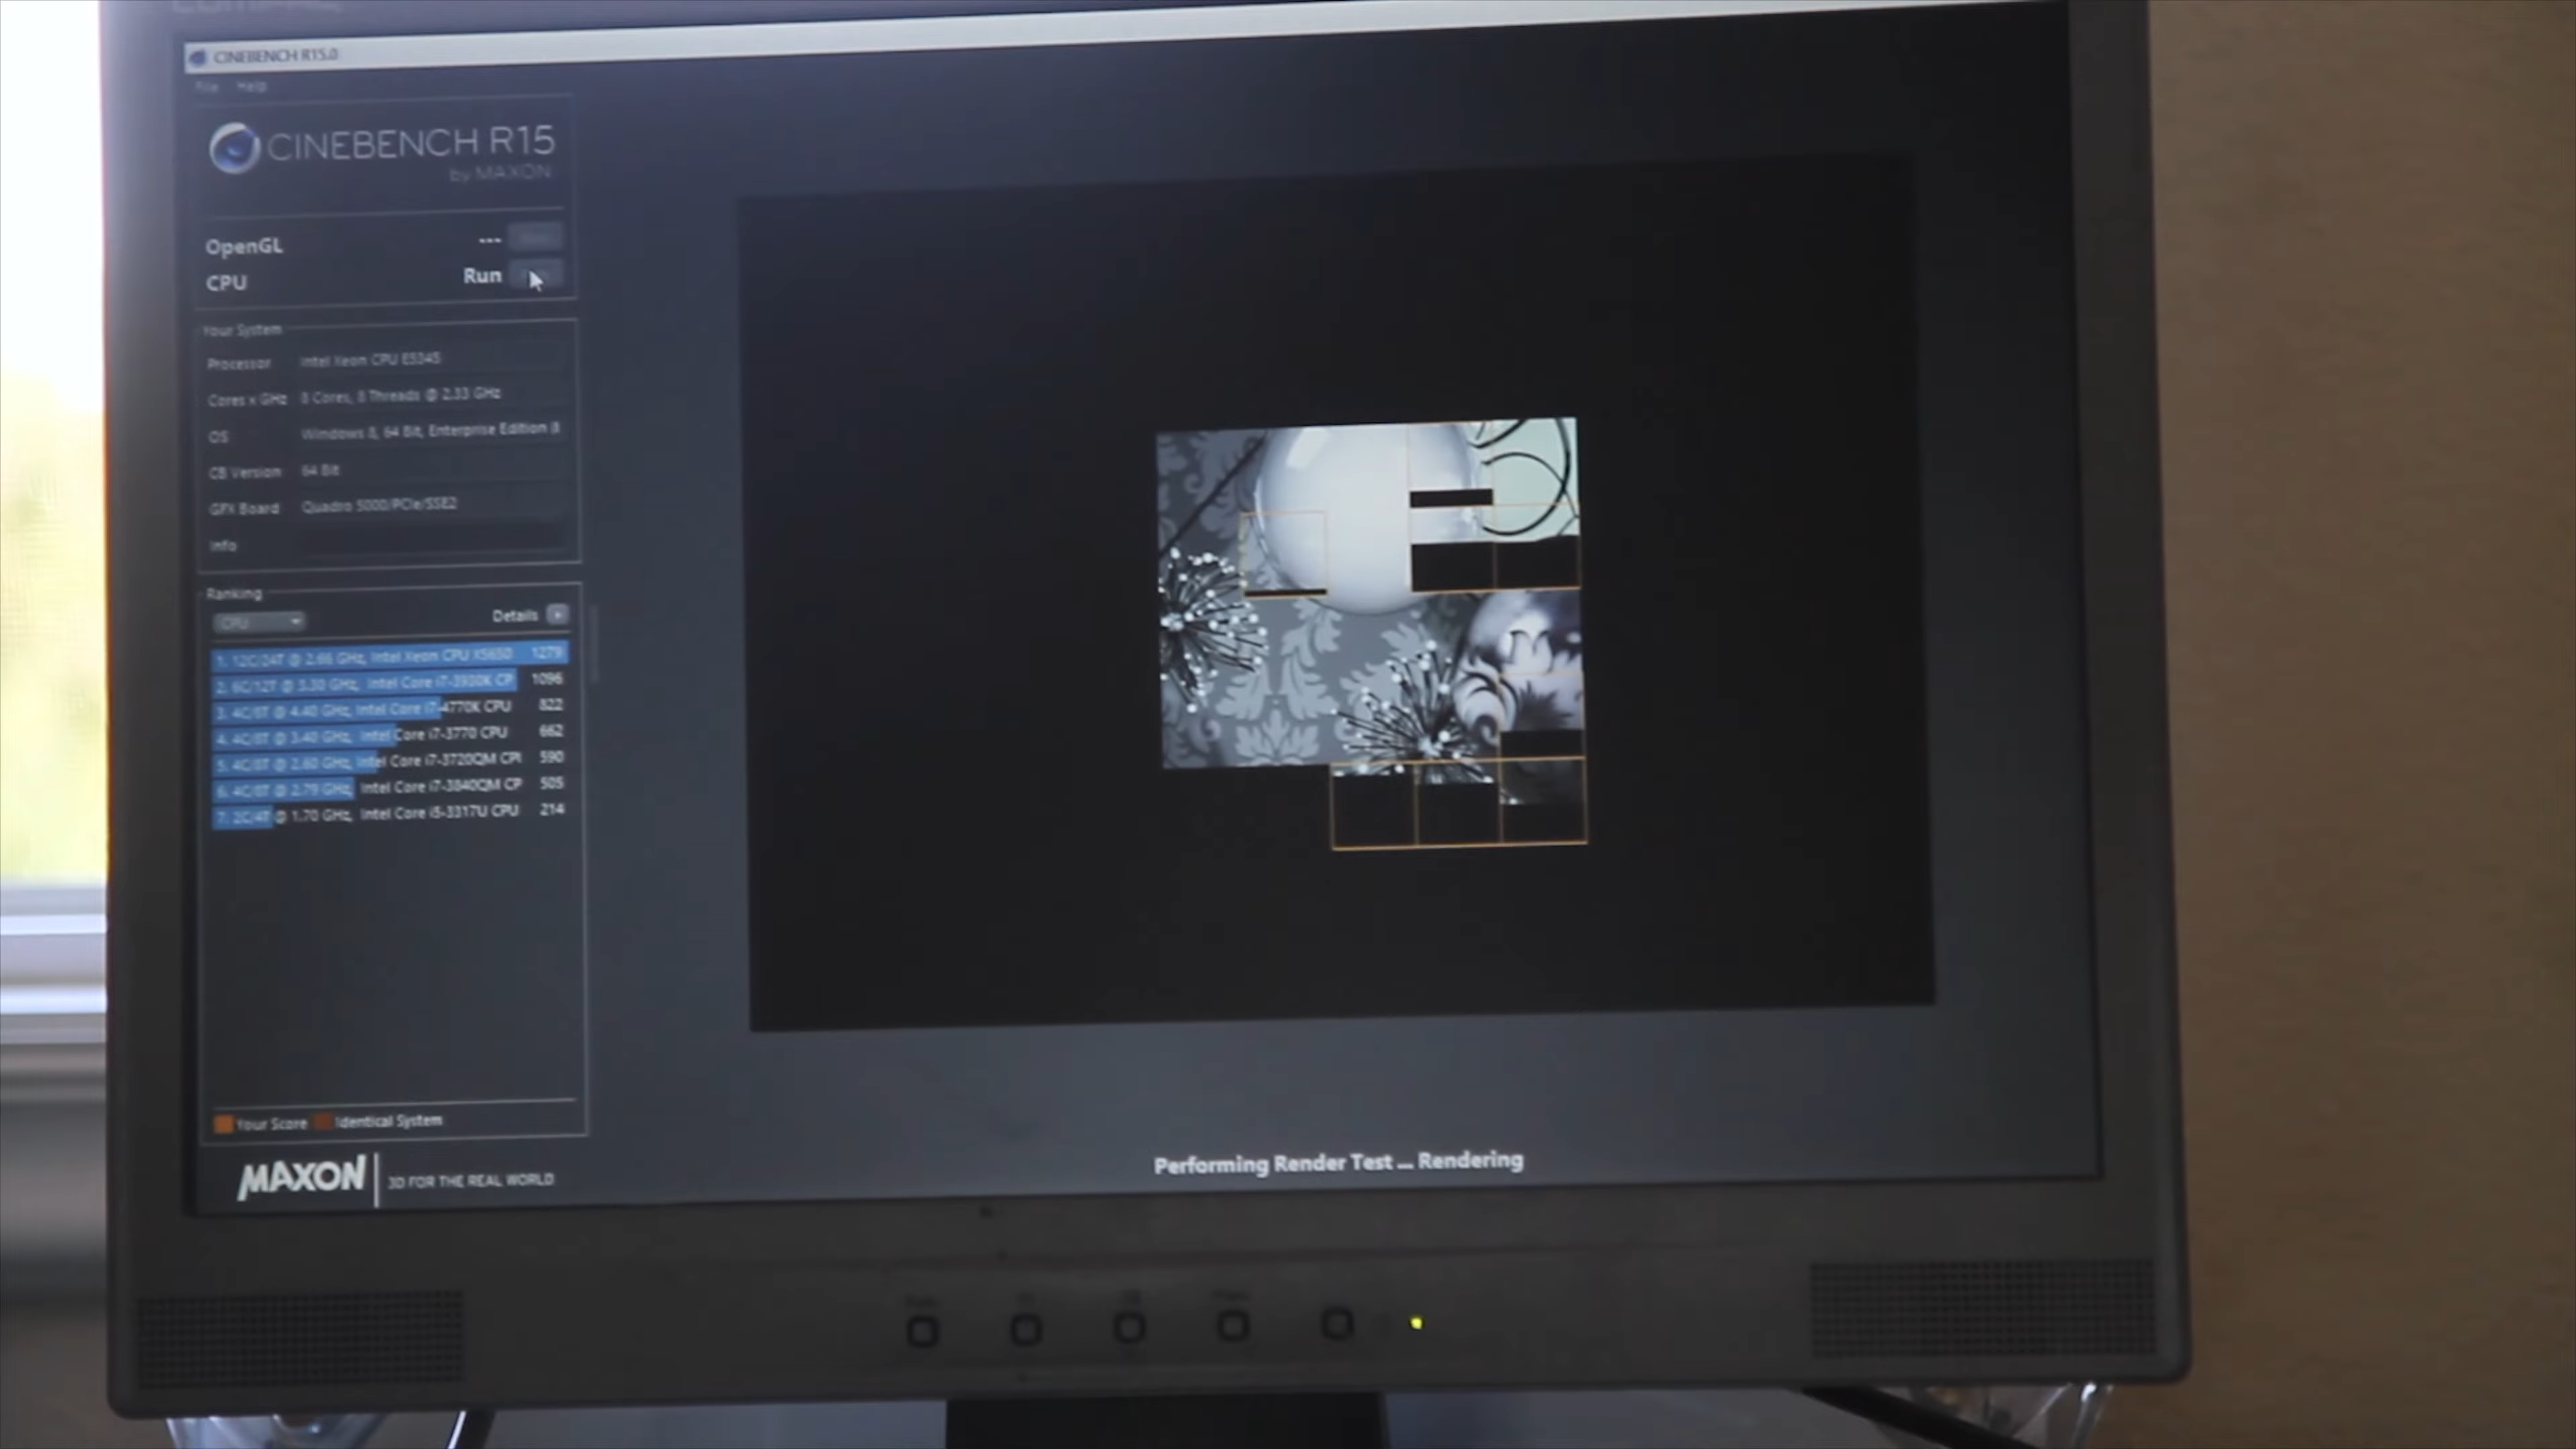 CINEBENCH R15.0
File Help
CINEBENCH R15
by MAXON
OpenGL ---
CPU Run
Your System
Processor Intel Xeon CPU E5345
Cores x GHz 8 Cores, 8 Threads @ 2.33 GHz
OS Windows 8, 64 Bit, Enterprise Edition (
CB Version 64 Bit
GFX Board Quadro 5000/PCIe/SSE2
Info
Ranking
CPU Details
1. 12C/24T @ 2.66 GHz, Intel Xeon CPU X5650 1279
2. 6C/12T @ 3.30 GHz, Intel Core i7-3930K CP 1096
3. 4C/8T @ 4.40 GHz, Intel Core i7-4770K CPU 822
4. 4C/8T @ 3.40 GHz, Intel Core i7-3770 CPU 662
5. 4C/8T @ 2.60 GHz, Intel Core i7-3720QM CPI 590
6. 4C/8T @ 2.79 GHz, Intel Core i7-3840QM CP 505
7. 2C/4T @ 1.70 GHz, Intel Core i5-3317U CPU 214
Your Score Identical System
MAXON 3D FOR THE REAL WORLD
Performing Render Test ... Rendering